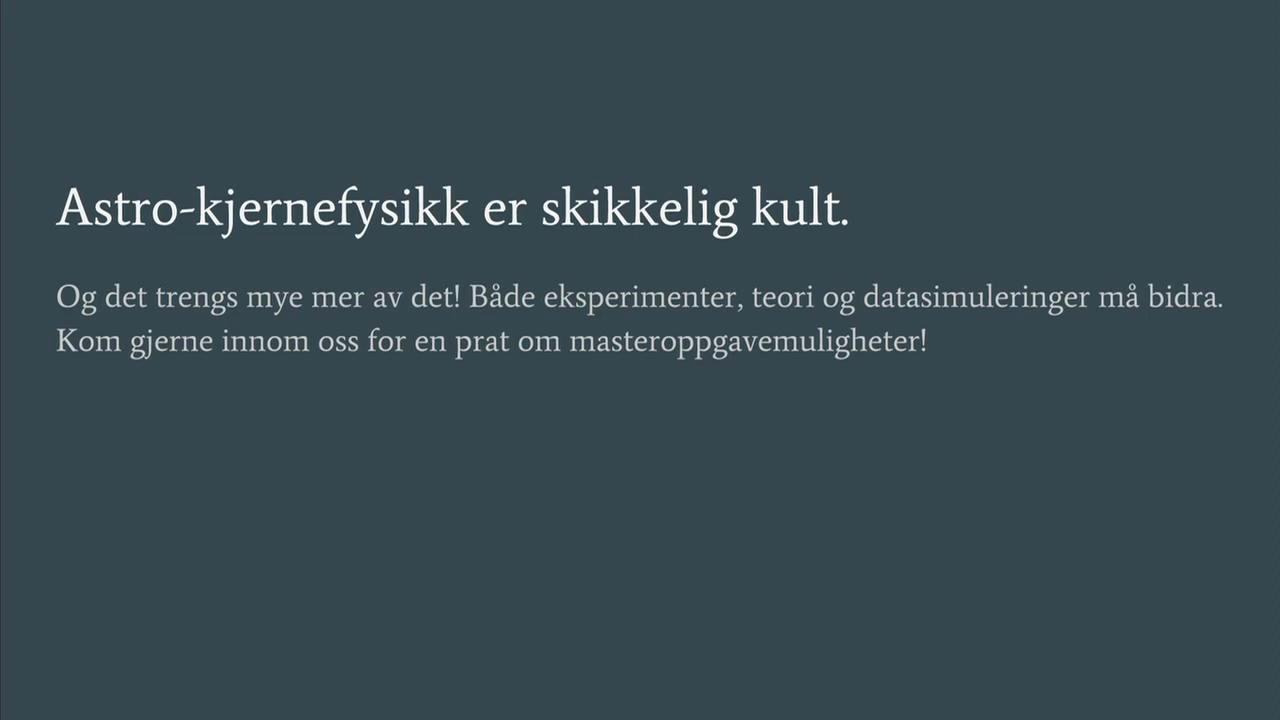 Astro-kjernefysikk er skikkelig kult.
Og det trengs mye mer av det! Både eksperimenter, teori og datasimuleringer må bidra.
Kom gjerne innom oss for en prat om masteroppgavemuligheter!